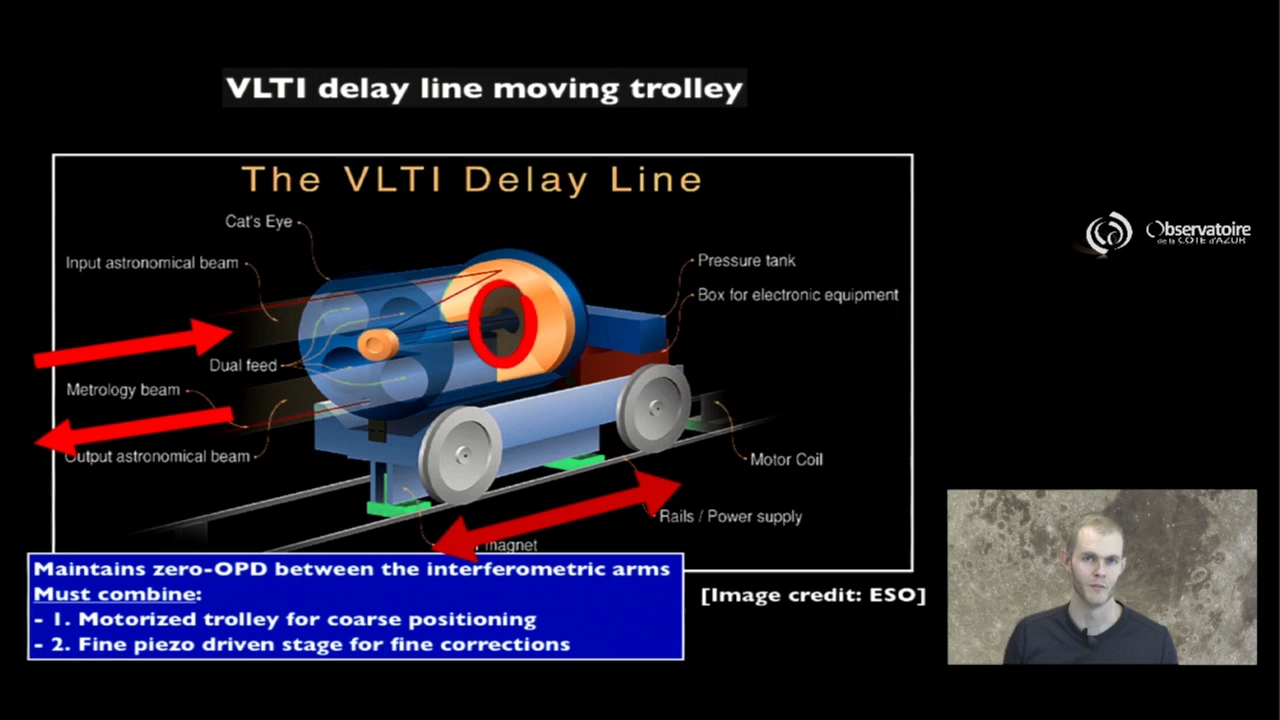 VLTI delay line moving trolley
The VLTI Delay Line
Cat's Eye
Input astronomical beam
Pressure tank
Box for electronic equipment
Dual feed
Metrology beam
Output astronomical beam
Motor Coil
Rails / Power supply
magnet
Maintains zero-OPD between the interferometric arms
Must combine:
- 1. Motorized trolley for coarse positioning
- 2. Fine piezo driven stage for fine corrections
[Image credit: ESO]
Observatoire
de la CÔTE d'AZUR